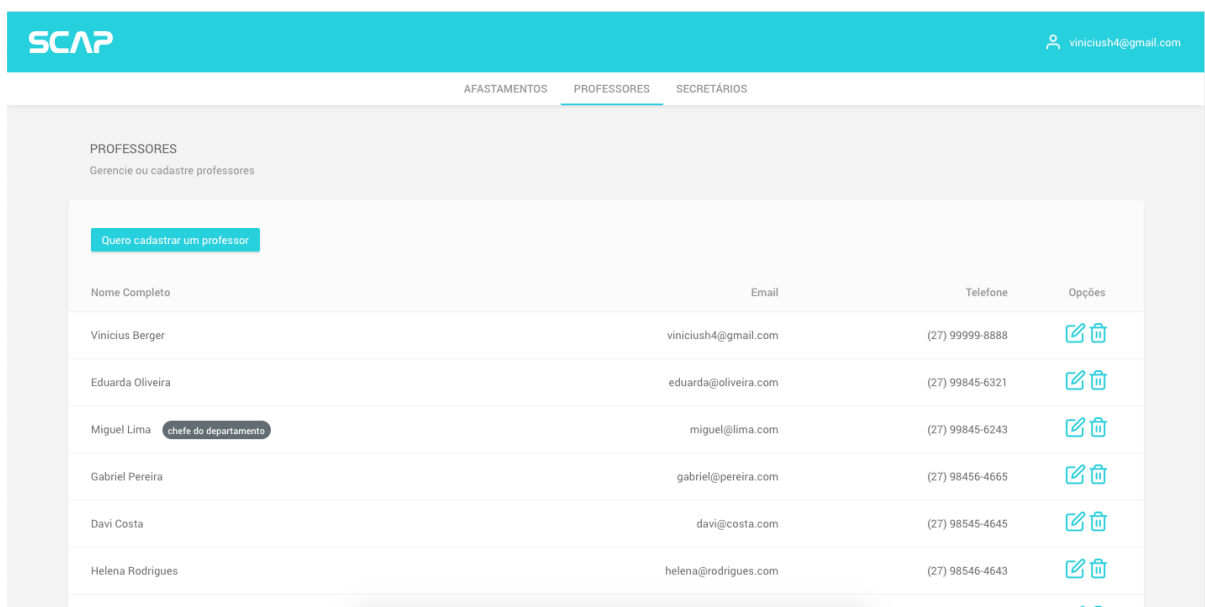 SCAP
viniciush4@gmail.com
AFASTAMENTOS PROFESSORES SECRETÁRIOS
PROFESSORES
Gerencie ou cadastre professores
Quero cadastrar um professor
Nome Completo Email Telefone Opções
Vinicius Berger viniciush4@gmail.com (27) 99999-8888
Eduarda Oliveira eduarda@oliveira.com (27) 99845-6321
Miguel Lima chefe do departamento miguel@lima.com (27) 99845-6243
Gabriel Pereira gabriel@pereira.com (27) 98456-4665
Davi Costa davi@costa.com (27) 98545-4645
Helena Rodrigues helena@rodrigues.com (27) 98546-4643